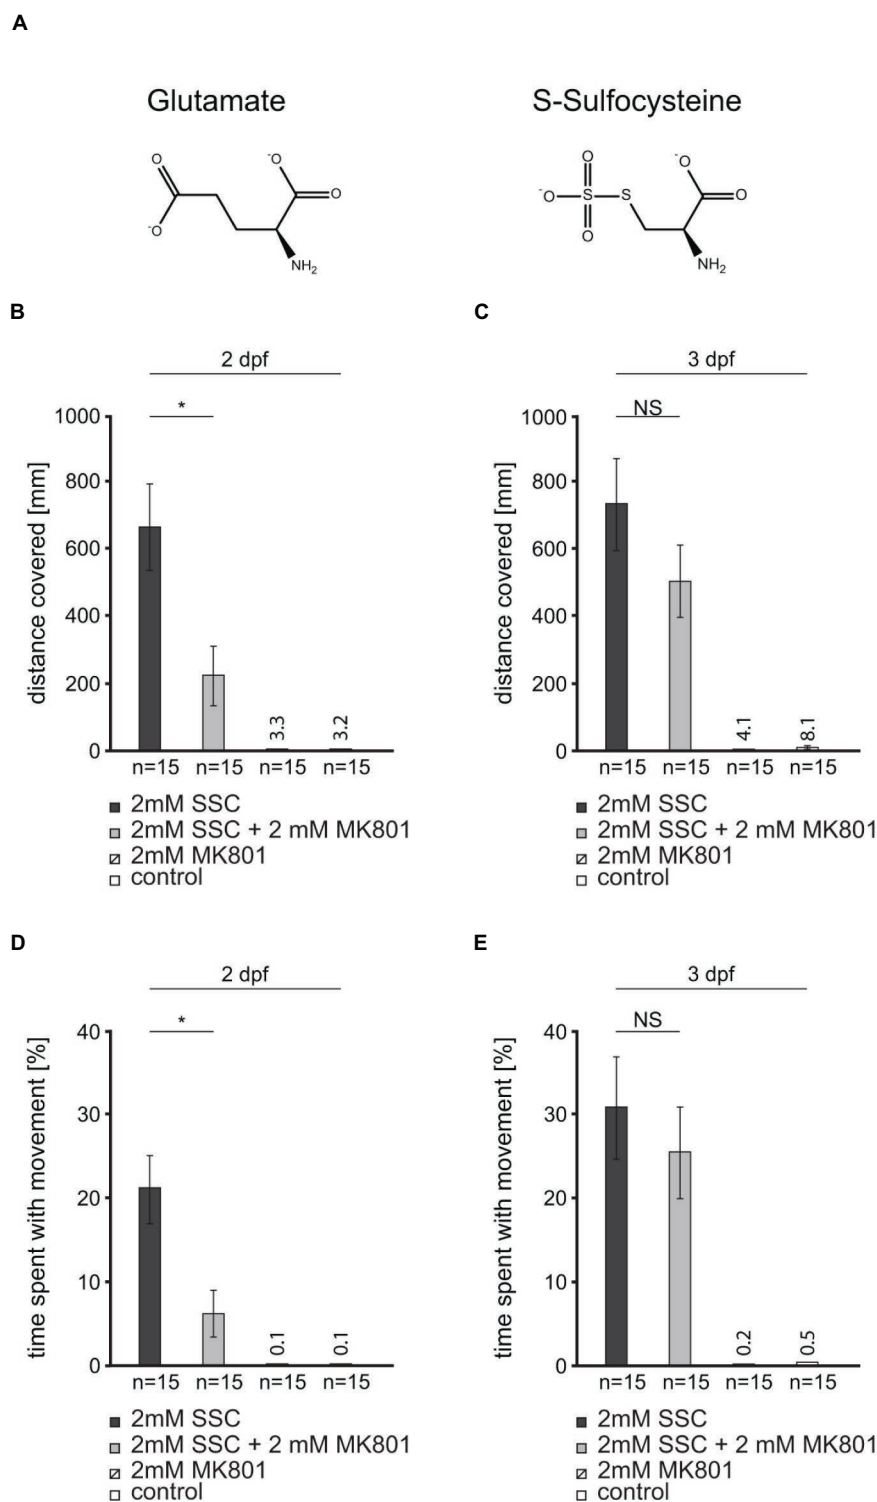 A
Glutamate
S-Sulfocysteine
O
-O
O
-O
NH2
O
-O
S
S
O
-O
O
NH2
B
2 dpf
*
distance covered [mm]
1000
800
600
400
200
0
3.3
3.2
n=15 n=15 n=15 n=15
2mM SSC
2mM SSC + 2 mM MK801
2mM MK801
control
C
3 dpf
NS
distance covered [mm]
1000
800
600
400
200
0
4.1
8.1
n=15 n=15 n=15 n=15
2mM SSC
2mM SSC + 2 mM MK801
2mM MK801
control
D
2 dpf
*
time spent with movement [%]
40
30
20
10
0
0.1
0.1
n=15 n=15 n=15 n=15
2mM SSC
2mM SSC + 2 mM MK801
2mM MK801
control
E
3 dpf
NS
time spent with movement [%]
40
30
20
10
0
0.2
0.5
n=15 n=15 n=15 n=15
2mM SSC
2mM SSC + 2 mM MK801
2mM MK801
control